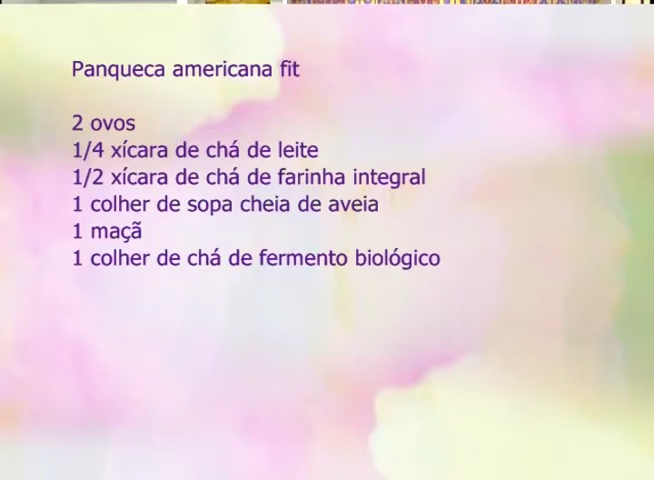 Panqueca americana fit
2 ovos
1/4 xícara de chá de leite
1/2 xícara de chá de farinha integral
1 colher de sopa cheia de aveia
1 maçã
1 colher de chá de fermento biológico